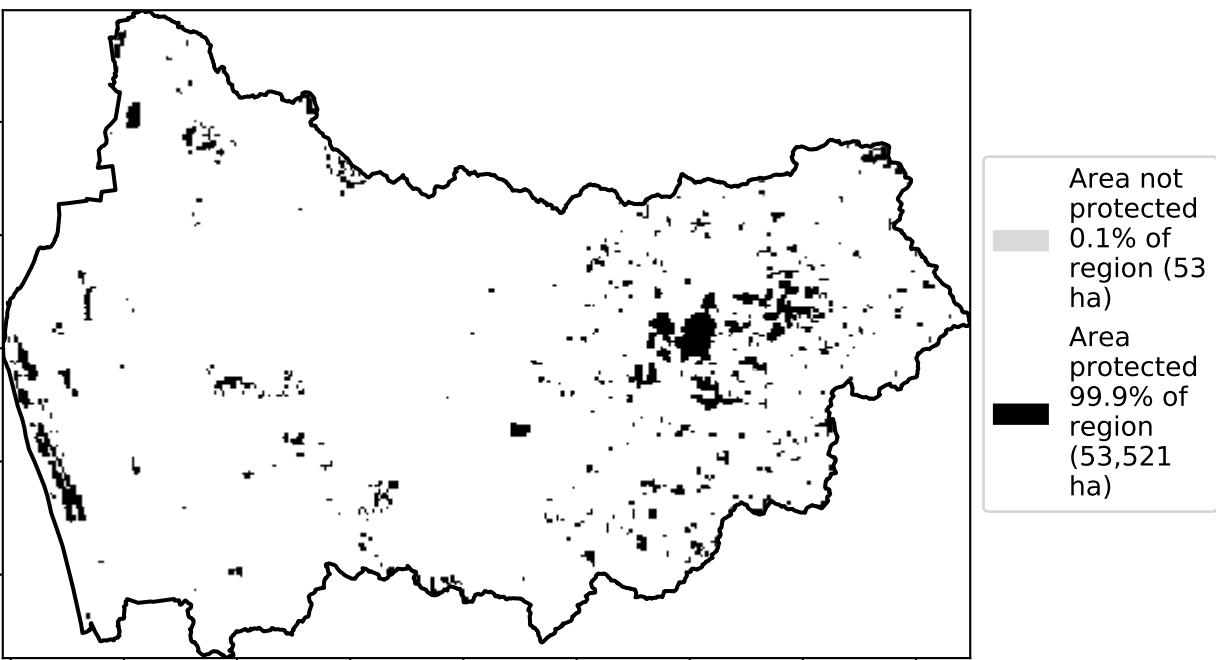 Area not
protected
0.1% of
region (53
ha)
Area
protected
99.9% of
region
(53,521
ha)